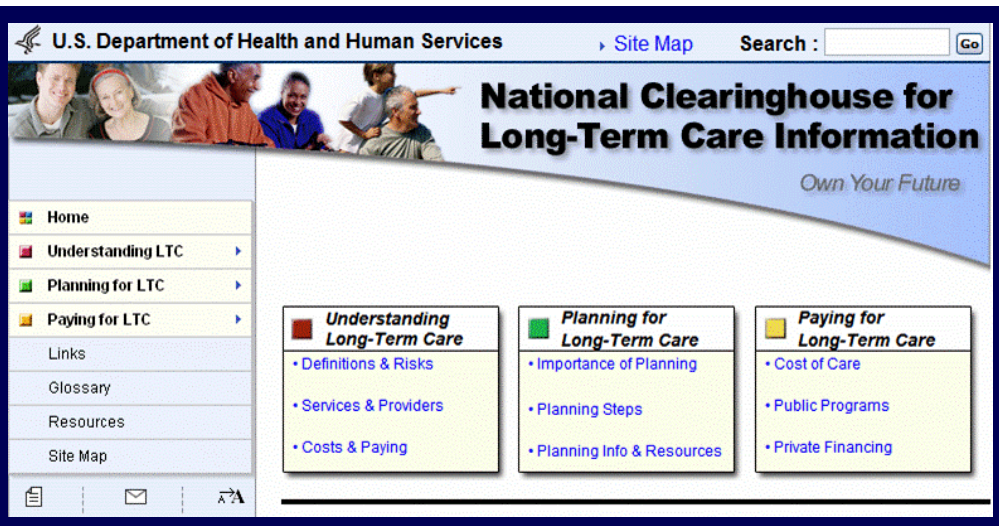 U.S. Department of Health and Human Services
Site Map
Search :
Go
National Clearinghouse for
Long-Term Care Information
Own Your Future
Home
Understanding LTC
Planning for LTC
Paying for LTC
Links
Glossary
Resources
Site Map
A A
Understanding
Long-Term Care
• Definitions & Risks
• Services & Providers
• Costs & Paying
Planning for
Long-Term Care
• Importance of Planning
• Planning Steps
• Planning Info & Resources
Paying for
Long-Term Care
• Cost of Care
• Public Programs
• Private Financing